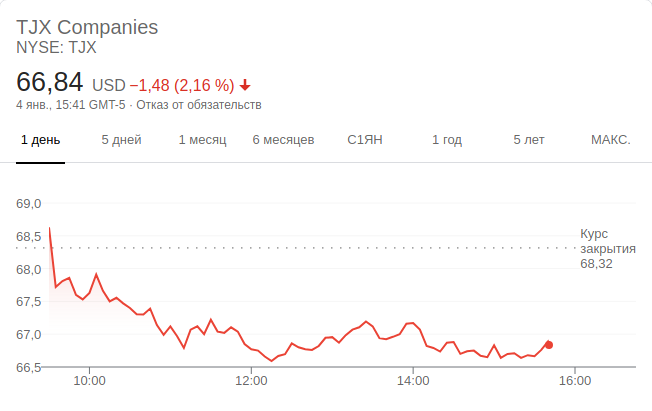 TJX Companies
NYSE: TJX
66,84 USD −1,48 (2,16 %)
4 янв., 15:41 GMT-5 · Отказ от обязательств
1 день 5 дней 1 месяц 6 месяцев С1ЯН 1 год 5 лет МАКС.
69,0
68,5
68,0
67,5
67,0
66,5
Курс
закрытия
68,32
10:00 12:00 14:00 16:00